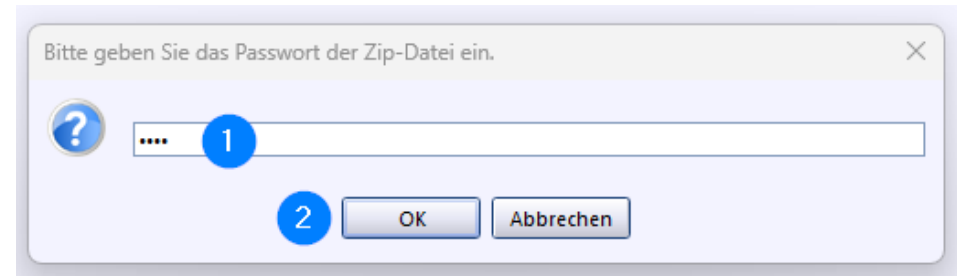 Bitte geben Sie das Passwort der Zip-Datei ein.
?
•••• 1
2 OK Abbrechen